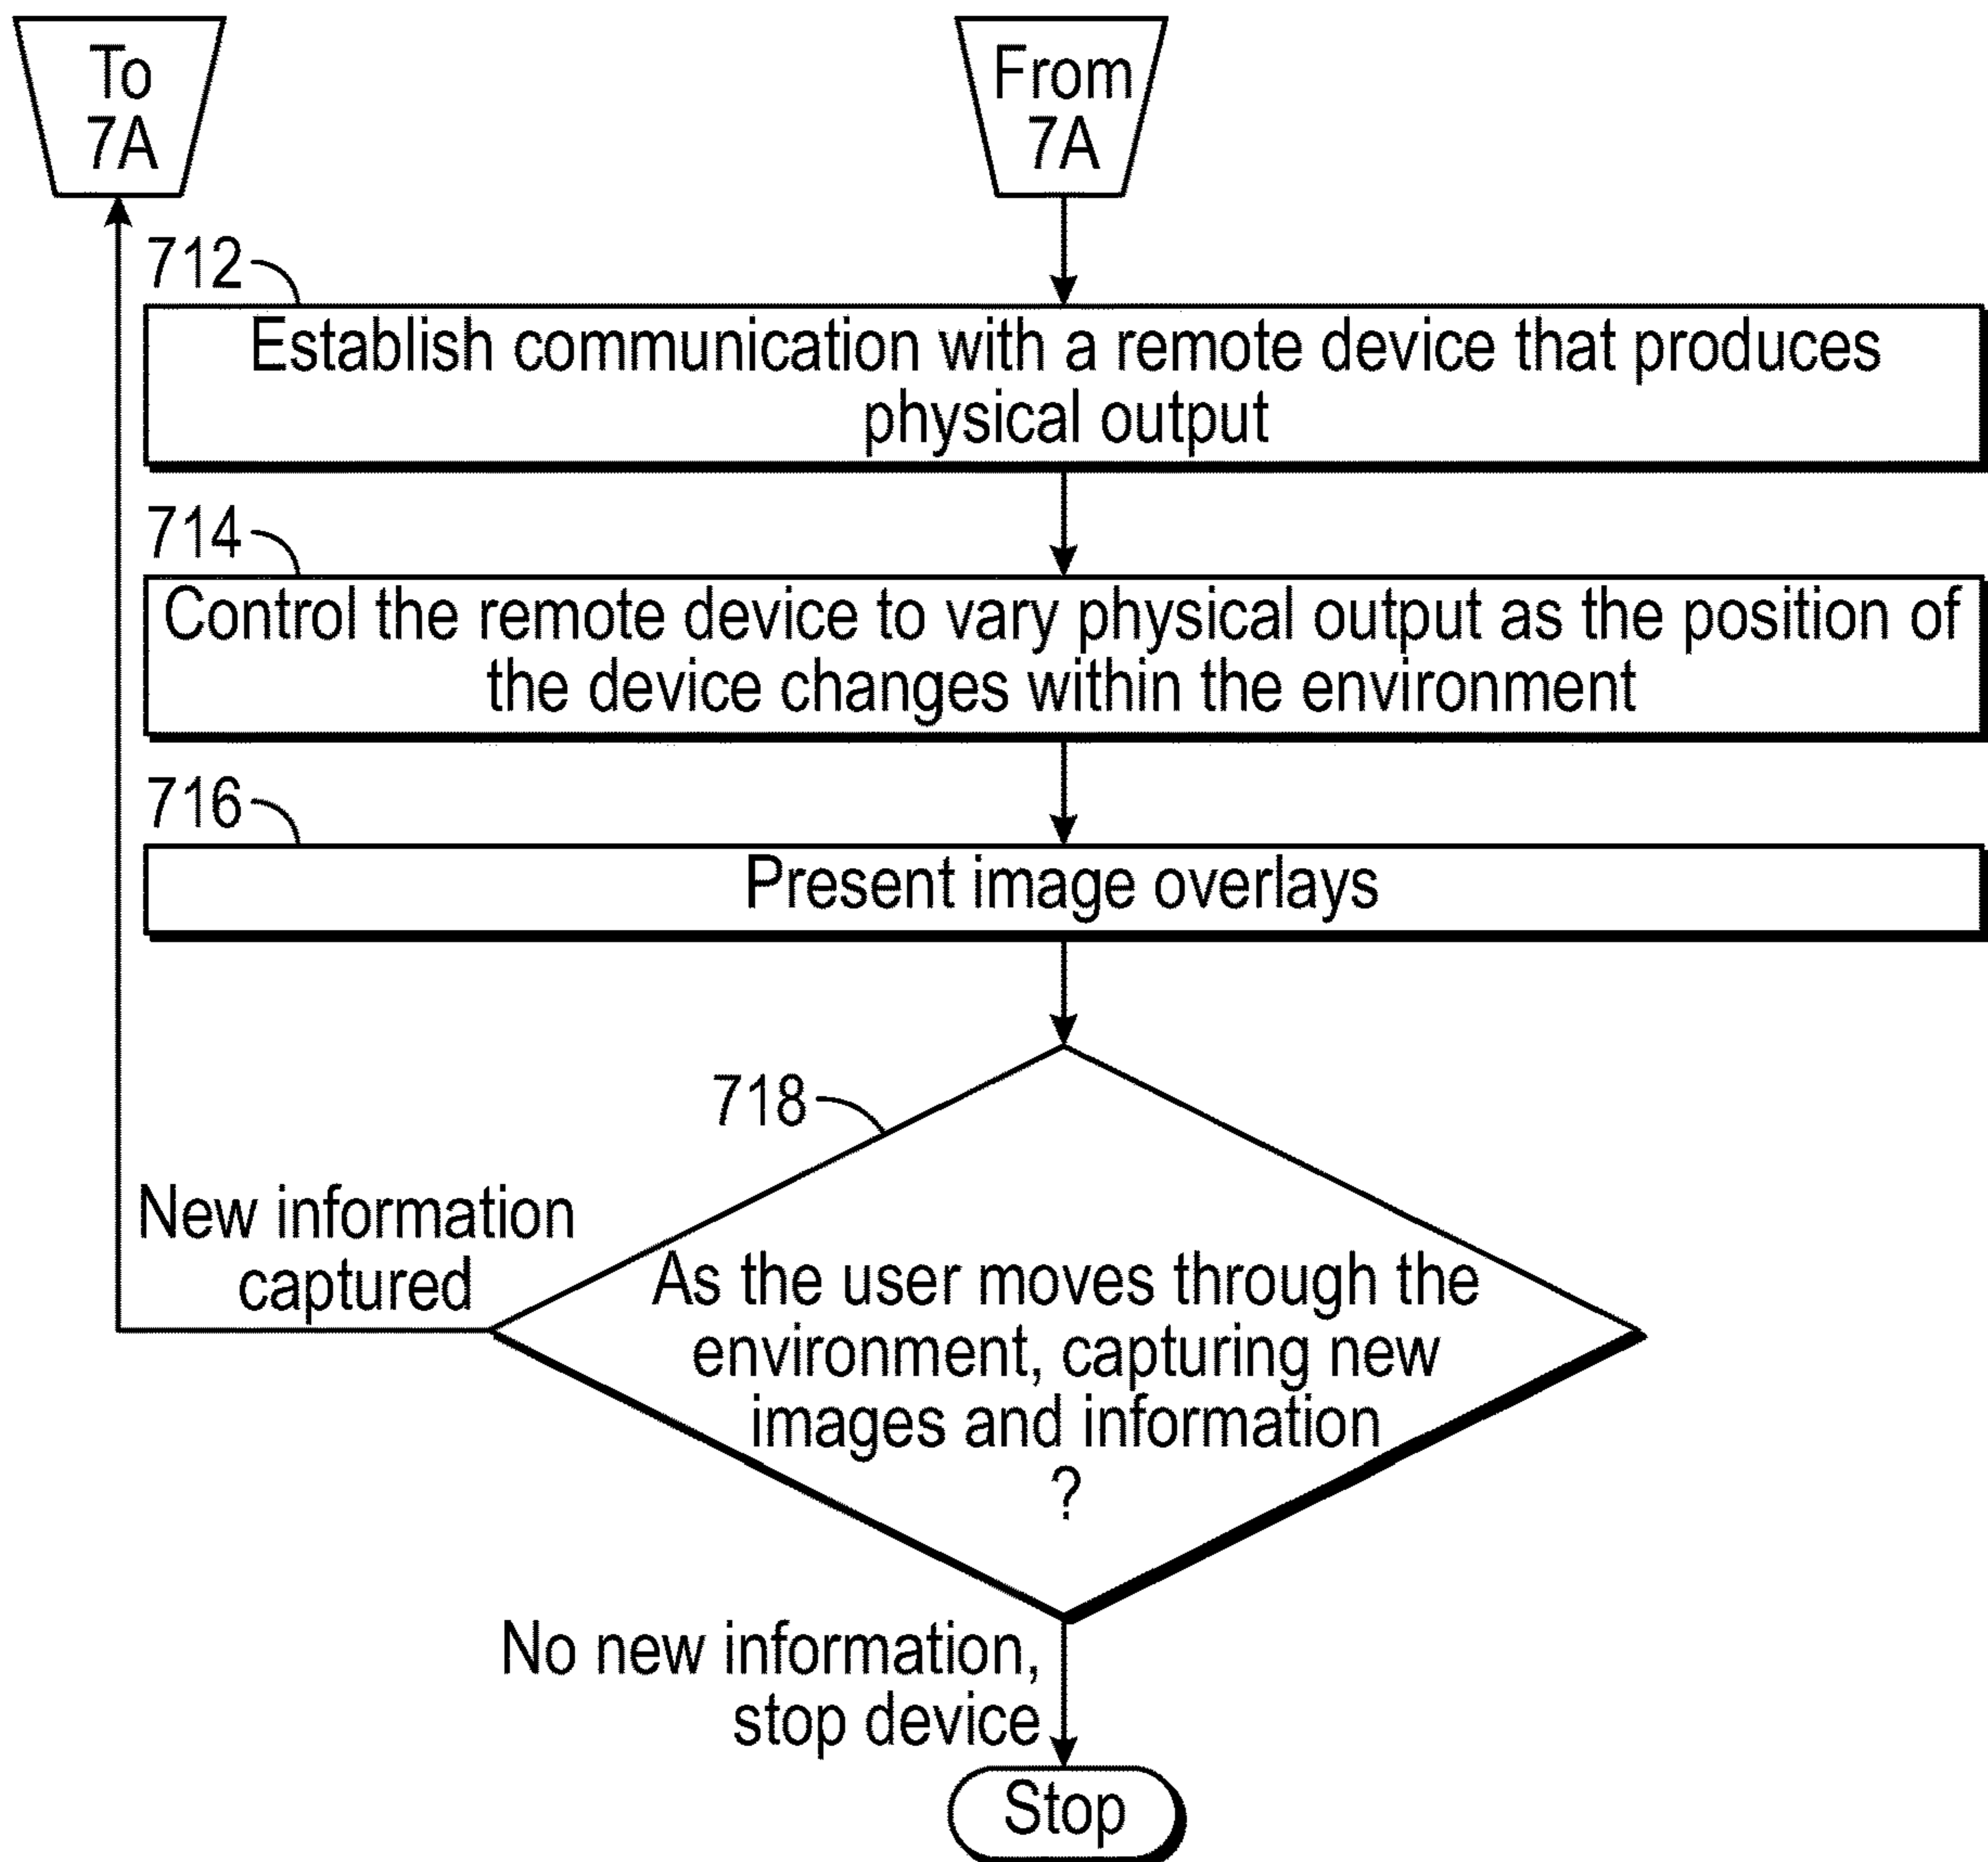 To
7A
From
7A
712
Establish communication with a remote device that produces
physical output
714
Control the remote device to vary physical output as the position of
the device changes within the environment
716
Present image overlays
718
New information
captured
As the user moves through the
environment, capturing new
images and information
?
No new information,
stop device
Stop